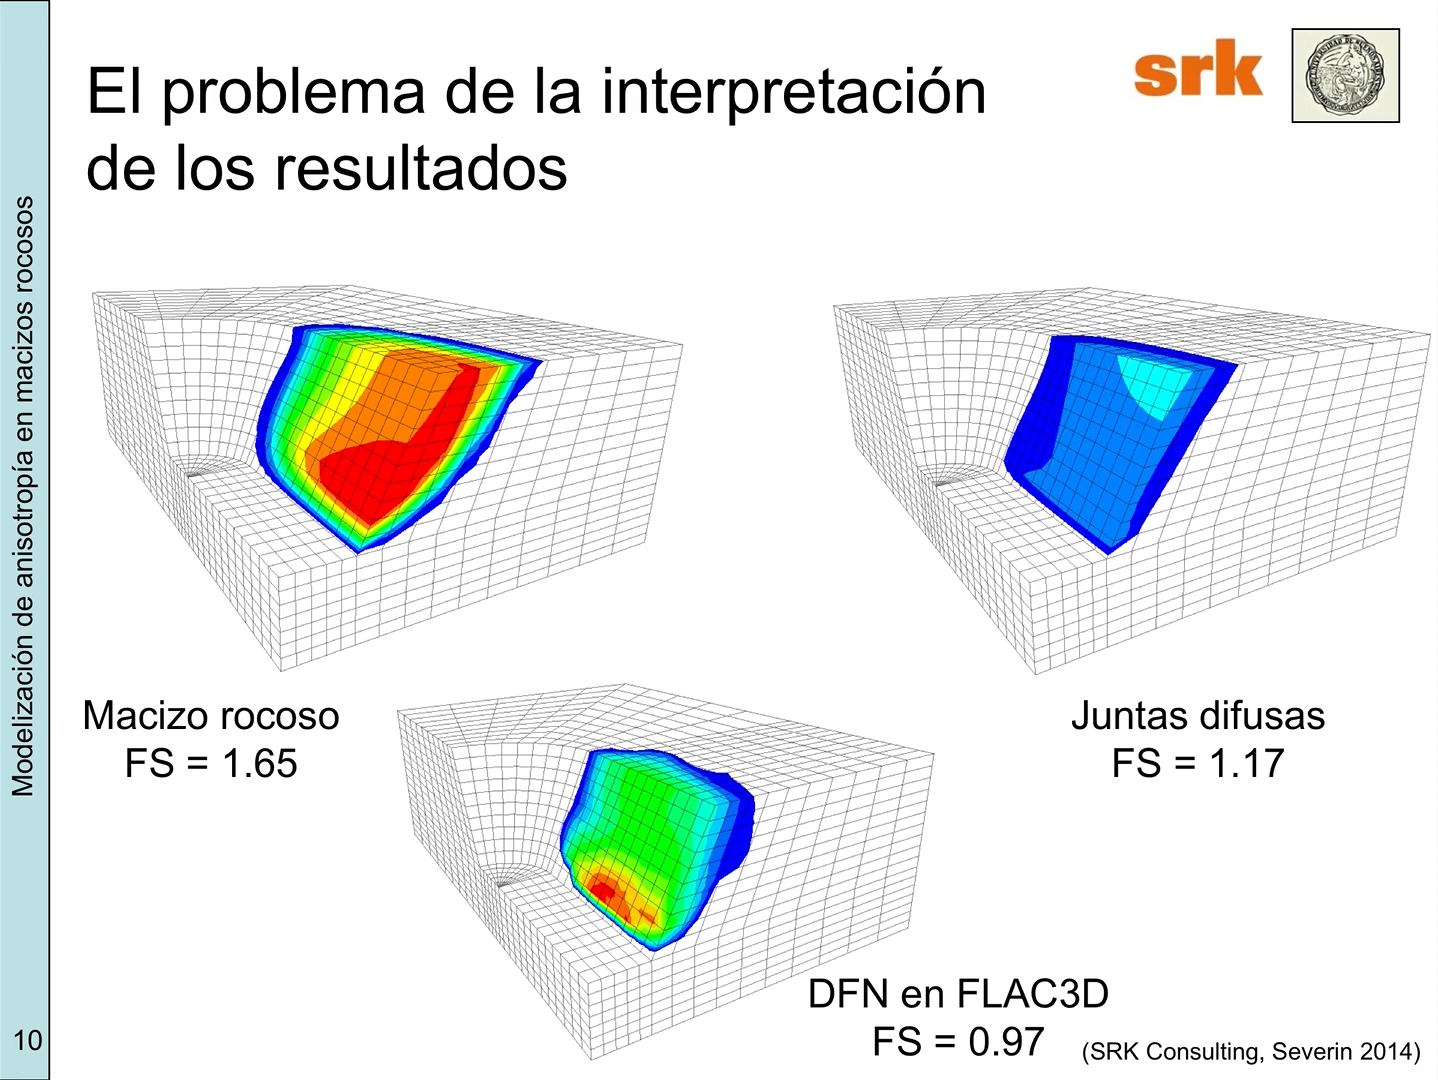 El problema de la interpretación
de los resultados
srk
Modelización de anisotropía en macizos rocosos
Macizo rocoso
FS = 1.65
Juntas difusas
FS = 1.17
DFN en FLAC3D
FS = 0.97
(SRK Consulting, Severin 2014)
10